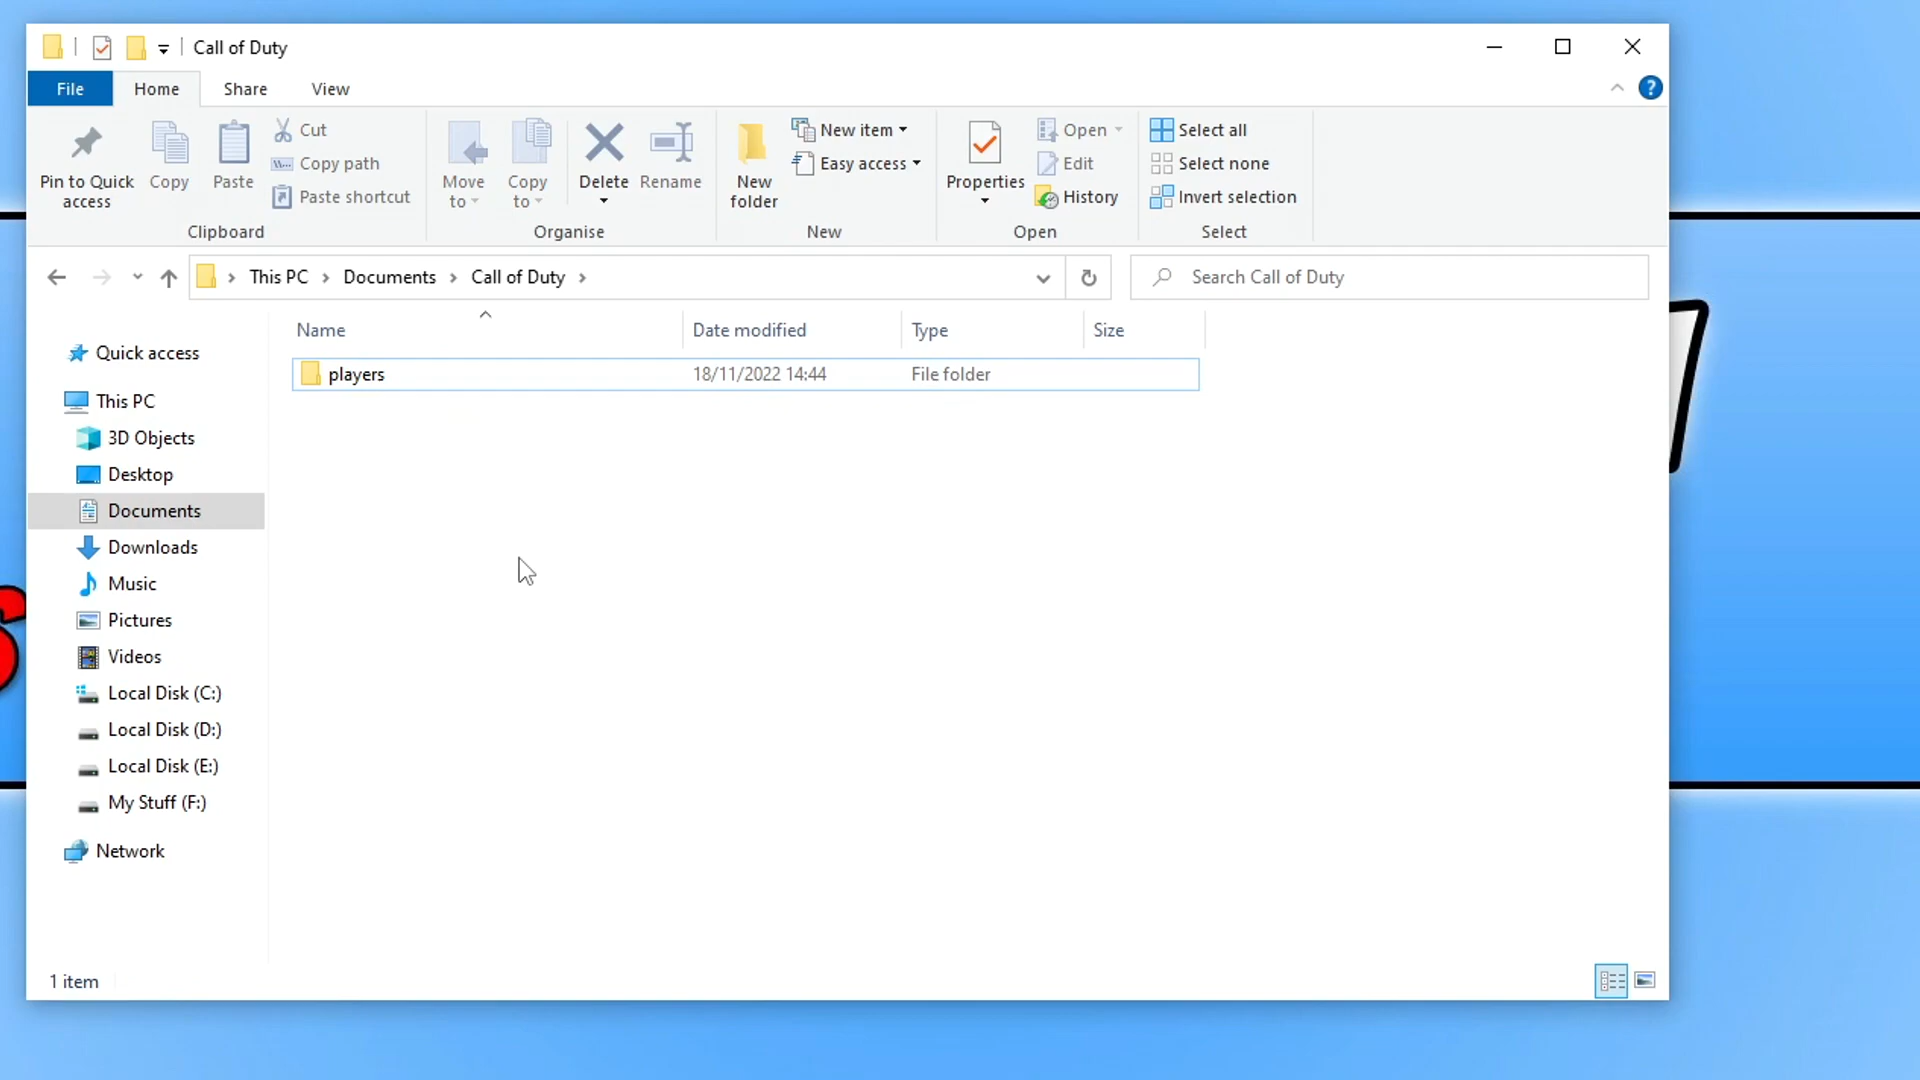 Call of Duty
File Home Share View
Pin to Quick access
Copy
Paste
Cut
Copy path
Paste shortcut
Clipboard
Move to
Copy to
Delete
Rename
Organise
New folder
New item
Easy access
New
Properties
Open
Edit
History
Open
Select all
Select none
Invert selection
Select
This PC › Documents › Call of Duty ›
Search Call of Duty
Name Date modified Type Size
players 18/11/2022 14:44 File folder
Quick access
This PC
3D Objects
Desktop
Documents
Downloads
Music
Pictures
Videos
Local Disk (C:)
Local Disk (D:)
Local Disk (E:)
My Stuff (F:)
Network
1 item